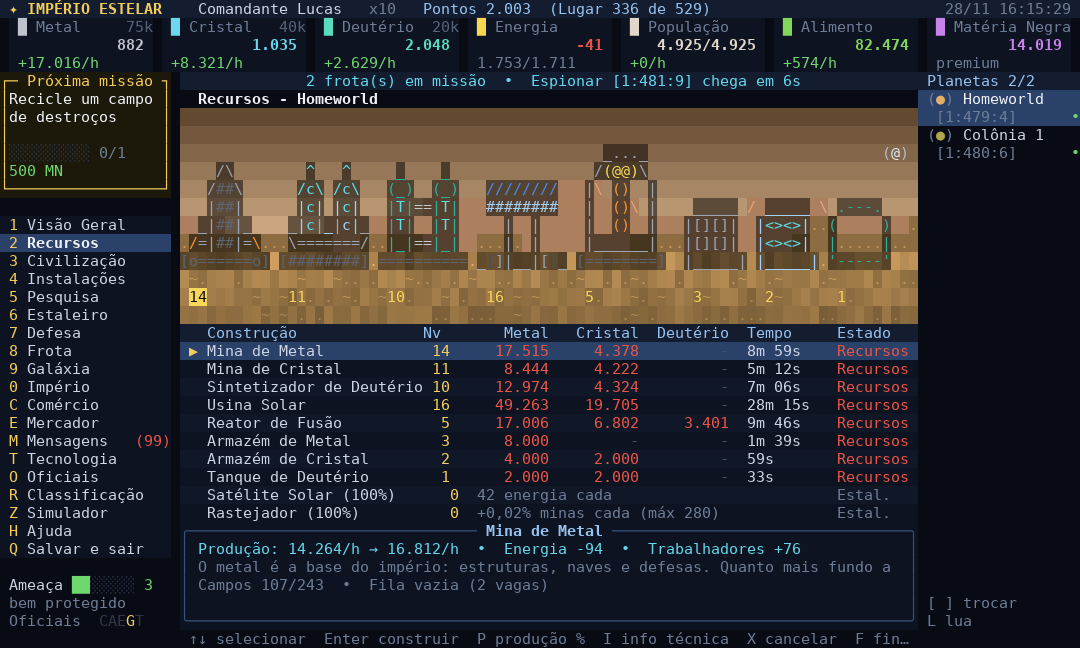 ✦ IMPÉRIO ESTELAR Comandante Lucas x10 Pontos 2.003 (Lugar 336 de 529) 28/11 16:15:29
Metal 75k Cristal 40k Deutério 20k Energia População Alimento Matéria Negra
882 1.035 2.048 -41 4.925/4.925 82.474 14.019
+17.016/h +8.321/h +2.629/h 1.753/1.711 +0/h +574/h premium
Próxima missão
Recicle um campo
de destroços
0/1
500 MN
2 frota(s) em missão • Espionar [1:481:9] chega em 6s
Recursos - Homeworld
14 11 10 16 5 3 2 1
Planetas 2/2
(●) Homeworld
[1:479:4] •
(●) Colônia 1
[1:480:6] •
1 Visão Geral
2 Recursos
3 Civilização
4 Instalações
5 Pesquisa
6 Estaleiro
7 Defesa
8 Frota
9 Galáxia
0 Império
C Comércio
E Mercador
M Mensagens (99)
T Tecnologia
O Oficiais
R Classificação
Z Simulador
H Ajuda
Q Salvar e sair
Ameaça 3
bem protegido
Oficiais CAEGT
Construção Nv Metal Cristal Deutério Tempo Estado
▶ Mina de Metal 14 17.515 4.378 - 8m 59s Recursos
Mina de Cristal 11 8.444 4.222 - 5m 12s Recursos
Sintetizador de Deutério 10 12.974 4.324 - 7m 06s Recursos
Usina Solar 16 49.263 19.705 - 28m 15s Recursos
Reator de Fusão 5 17.006 6.802 3.401 9m 46s Recursos
Armazém de Metal 3 8.000 - - 1m 39s Recursos
Armazém de Cristal 2 4.000 2.000 - 59s Recursos
Tanque de Deutério 1 2.000 2.000 - 33s Recursos
Satélite Solar (100%) 0 42 energia cada Estal.
Rastejador (100%) 0 +0,02% minas cada (máx 280) Estal.
Mina de Metal
Produção: 14.264/h → 16.812/h • Energia -94 • Trabalhadores +76
O metal é a base do império: estruturas, naves e defesas. Quanto mais fundo a
Campos 107/243 • Fila vazia (2 vagas)
[ ] trocar
L lua
↑↓ selecionar Enter construir P produção % I info técnica X cancelar F fin…